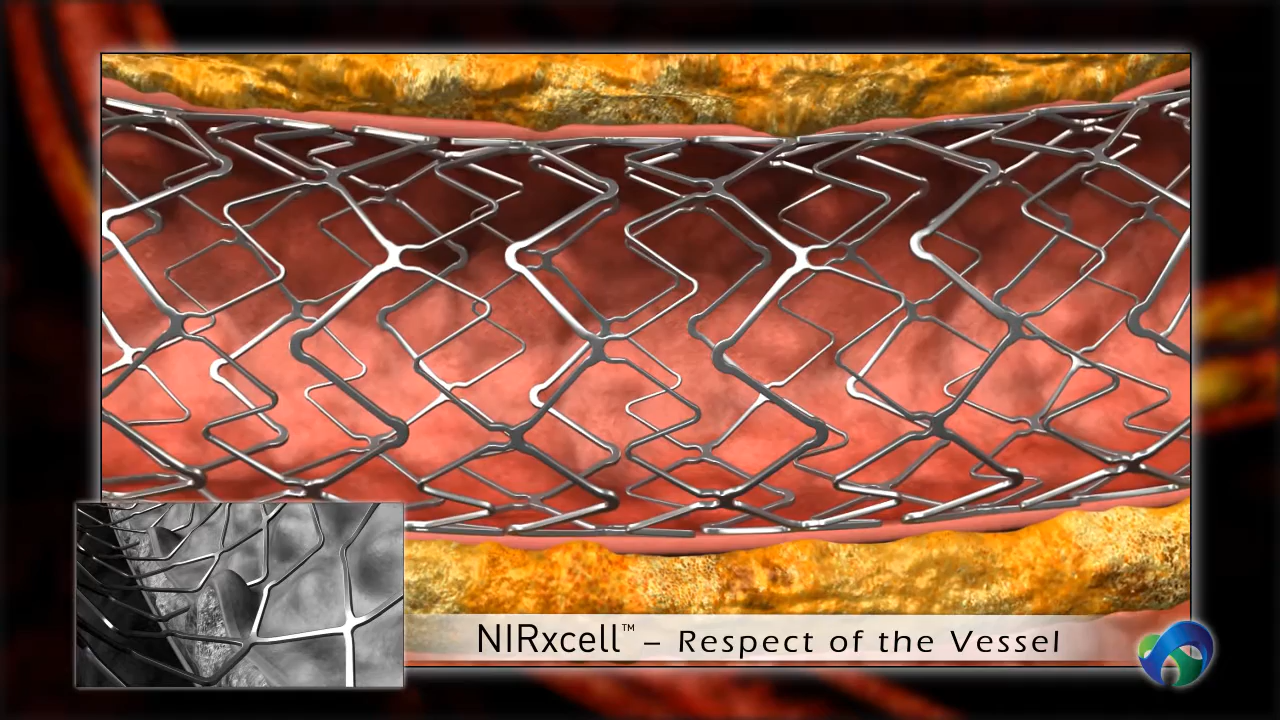 NIRxcell™ – Respect of the Vessel